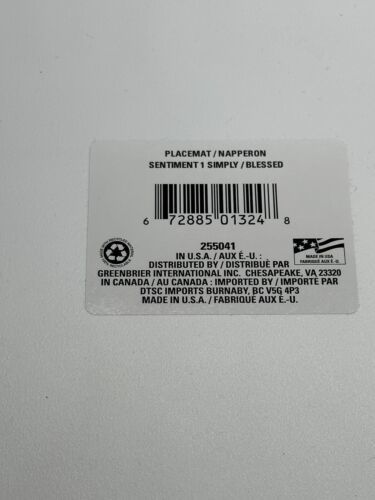 PLACEMAT / NAPPERON
SENTIMENT 1 SIMPLY / BLESSED
6 72885 01324 8
255041
IN U.S.A. / AUX É.-U. :
DISTRIBUTED BY / DISTRIBUÉ PAR
GREENBRIER INTERNATIONAL INC. CHESAPEAKE, VA 23320
IN CANADA / AU CANADA : IMPORTED BY / IMPORTÉ PAR
DTSC IMPORTS BURNABY, BC V5G 4P3
MADE IN U.S.A. / FABRIQUÉ AUX É.-U.
MADE IN USA
FABRIQUÉ AUX É.-U.